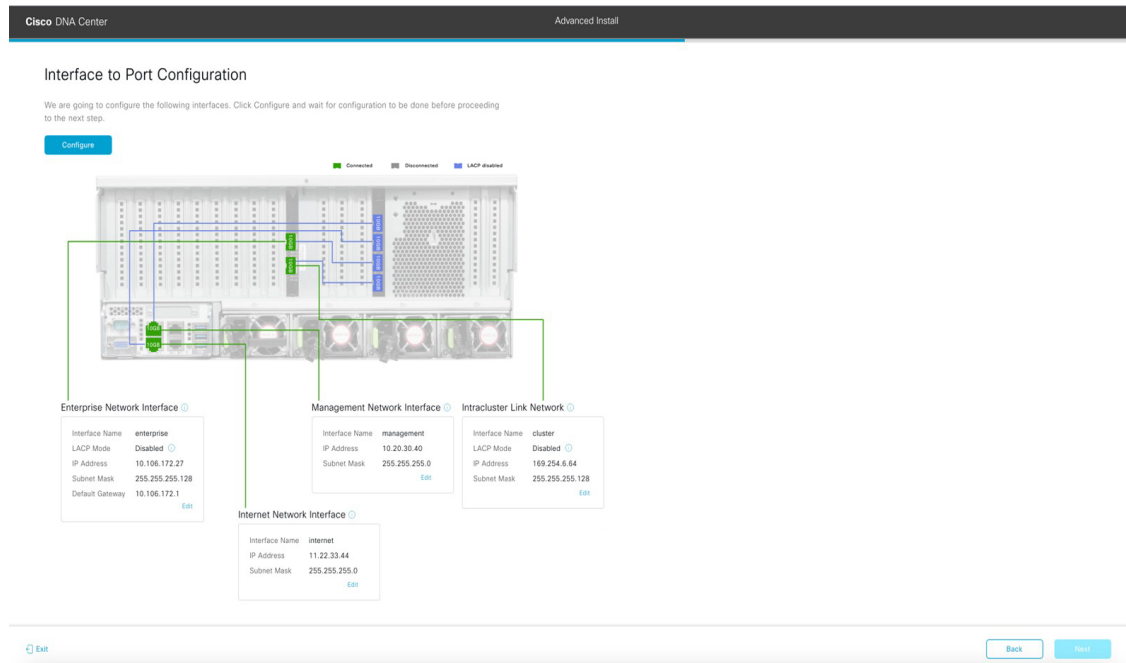 Cisco DNA Center
Advanced Install
Interface to Port Configuration
We are going to configure the following interfaces. Click Configure and wait for configuration to be done before proceeding
to the next step.
Configure
Connected Disconnected LACP disabled
10GB
10GB
Enterprise Network Interface
Interface Name enterprise
LACP Mode Disabled
IP Address 10.106.172.27
Subnet Mask 255.255.255.128
Default Gateway 10.106.172.1
Edit
Management Network Interface
Interface Name management
IP Address 10.20.30.40
Subnet Mask 255.255.255.0
Edit
Intracluster Link Network
Interface Name cluster
LACP Mode Disabled
IP Address 169.254.6.64
Subnet Mask 255.255.255.128
Edit
Internet Network Interface
Interface Name internet
IP Address 11.22.33.44
Subnet Mask 255.255.255.0
Edit
Exit
Back
Next